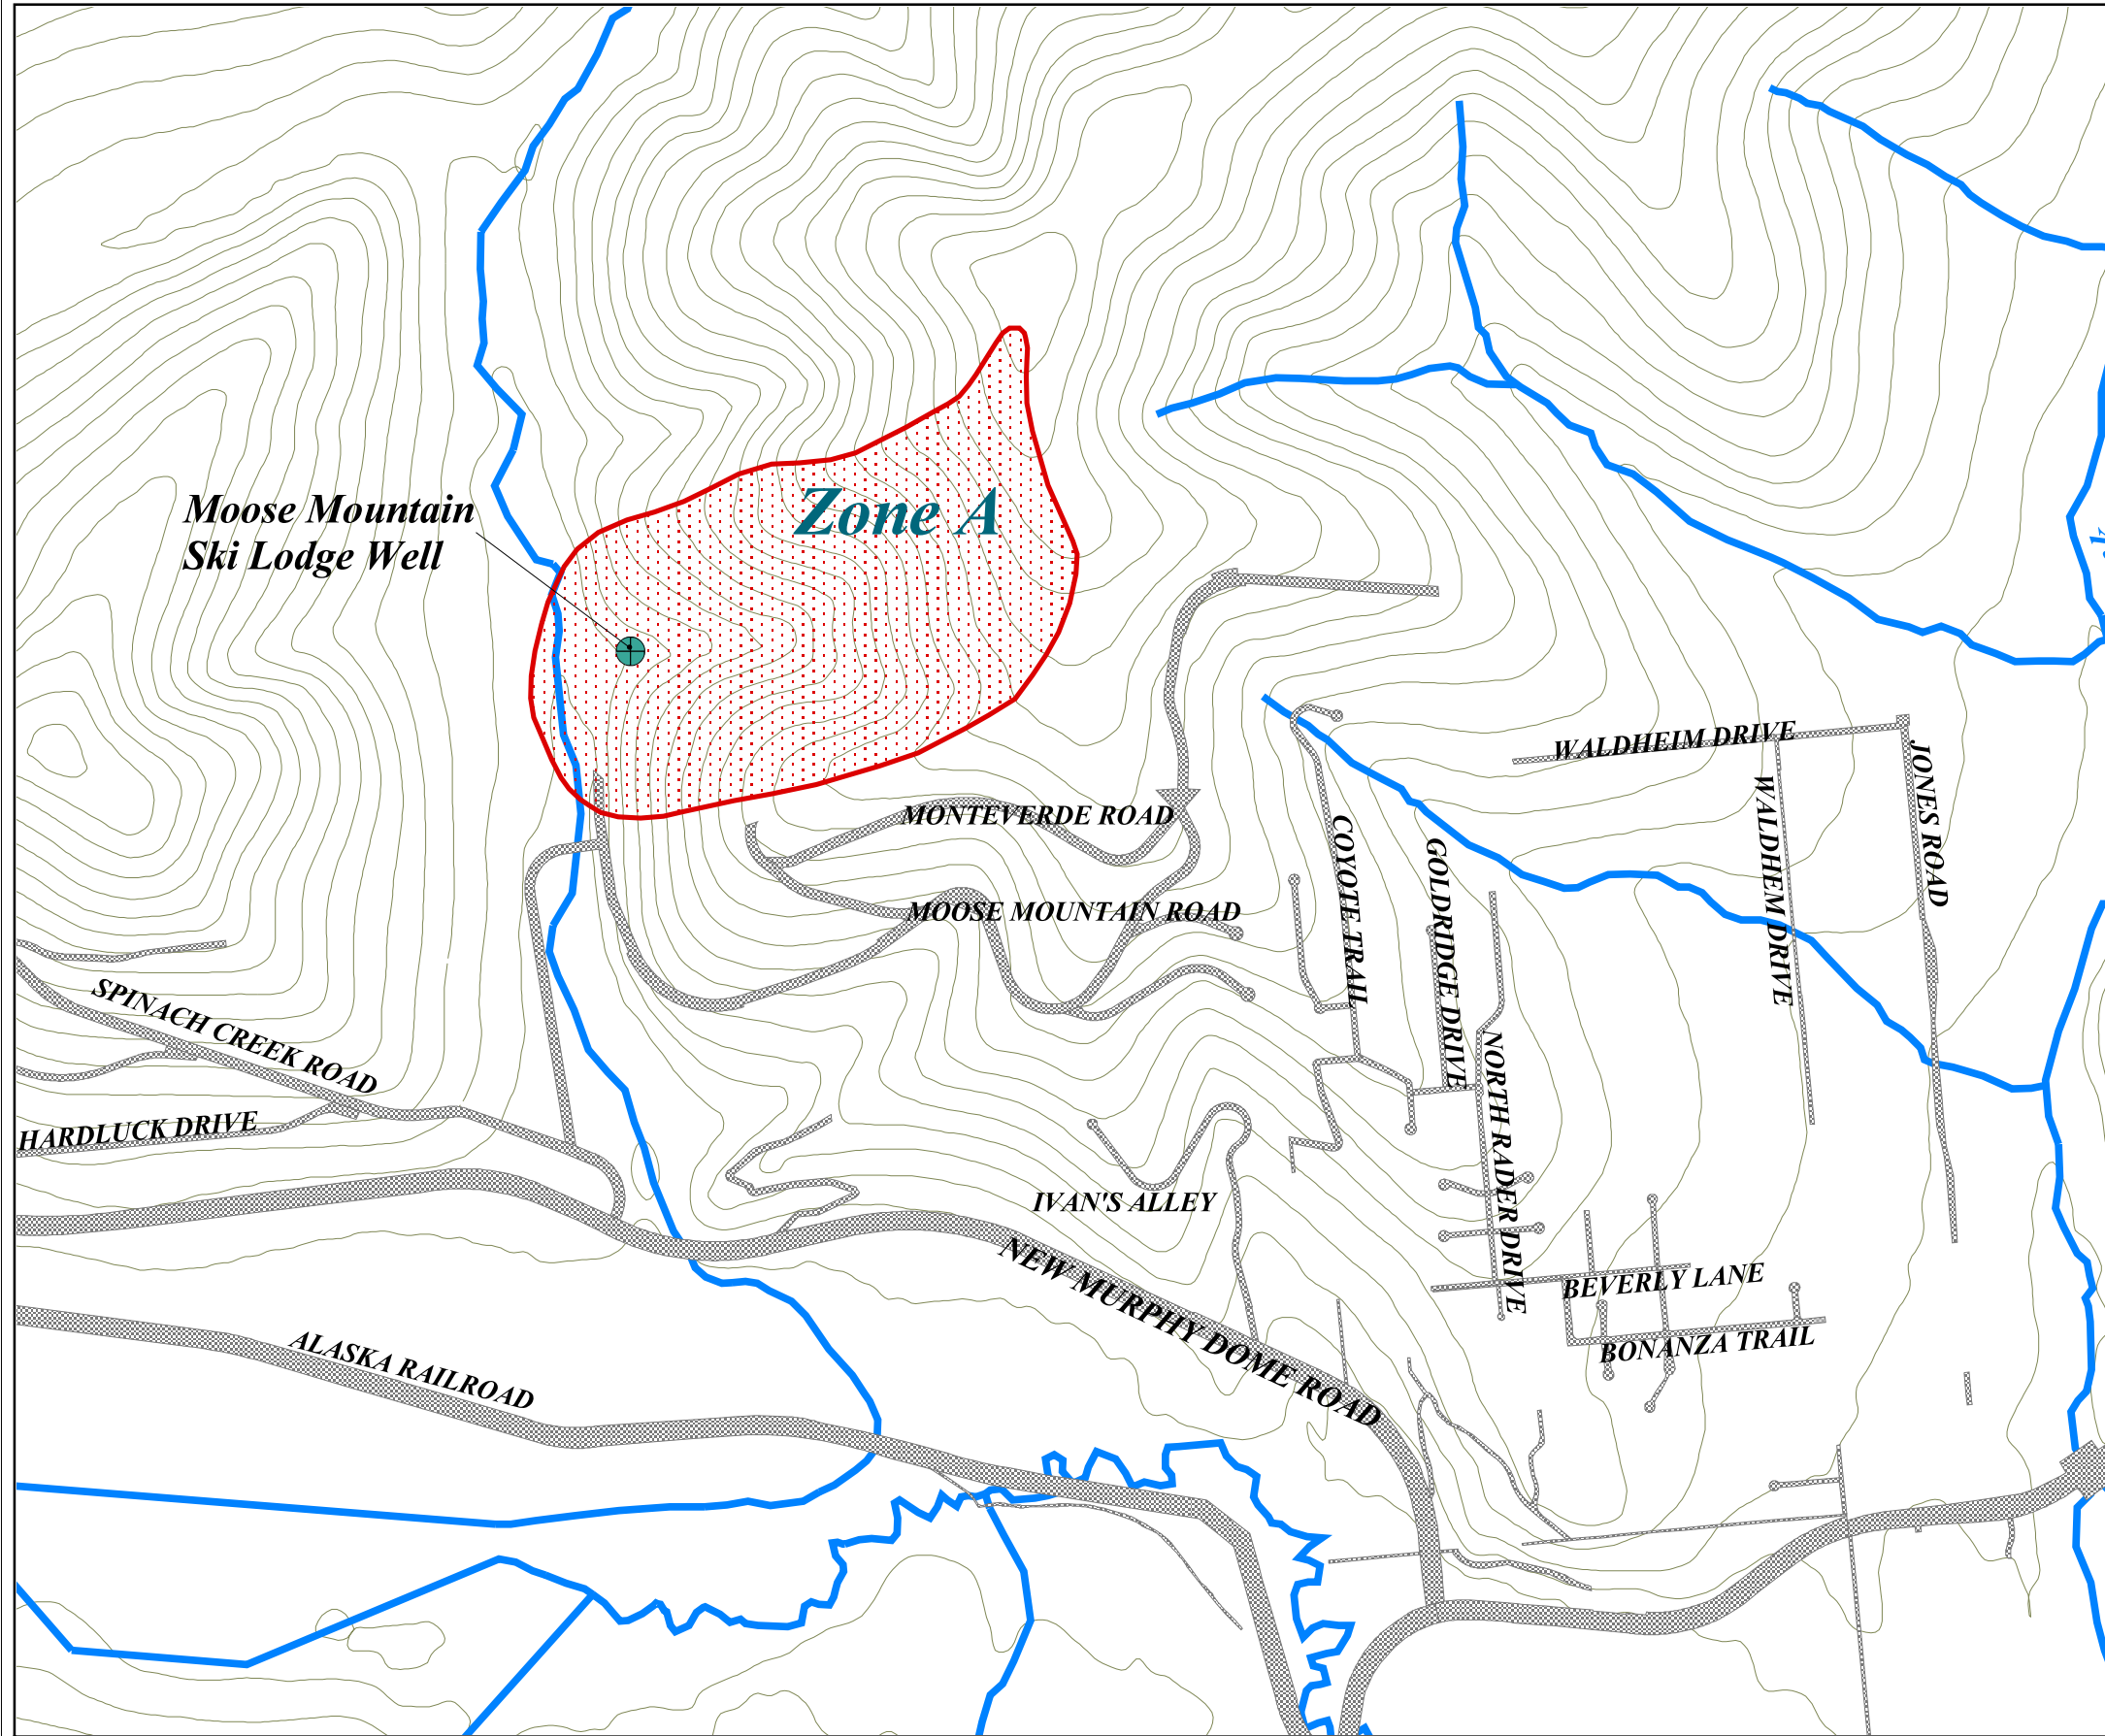 Moose Mountain
Ski Lodge Well
Zone A
WALDHEIM DRIVE
JONES ROAD
WALDHEM DRIVE
MONTEVERDE ROAD
COYOTE TRAIL
GOLDRIDGE DRIVE
MOOSE MOUNTAIN ROAD
SPINACH CREEK ROAD
NORTH RADER DRIVE
HARDLUCK DRIVE
IVAN'S ALLEY
NEW MURPHY DOME ROAD
BEVERLY LANE
BONANZA TRAIL
ALASKA RAILROAD